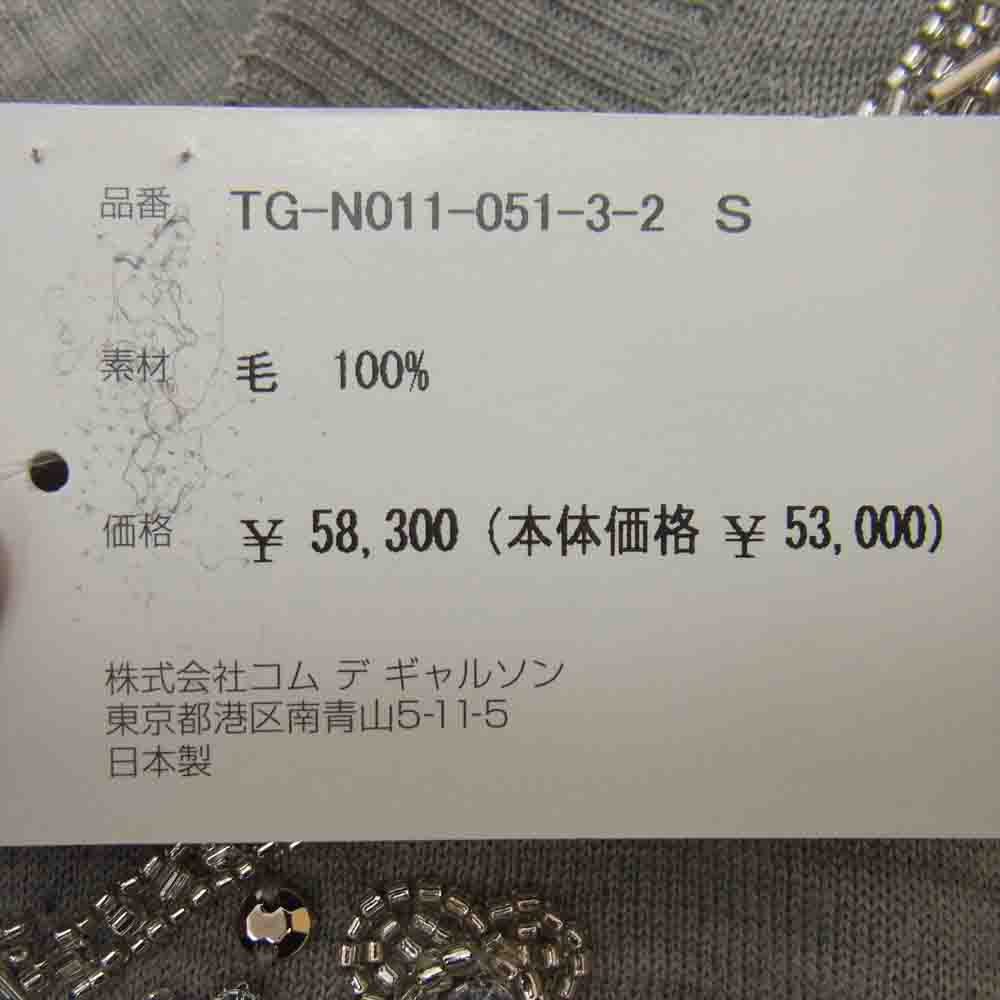 品番 TG-N011-051-3-2 S
素材 毛 100%
価格 ¥ 58,300 (本体価格 ¥ 53,000)
株式会社コム デ ギャルソン
東京都港区南青山5-11-5
日本製